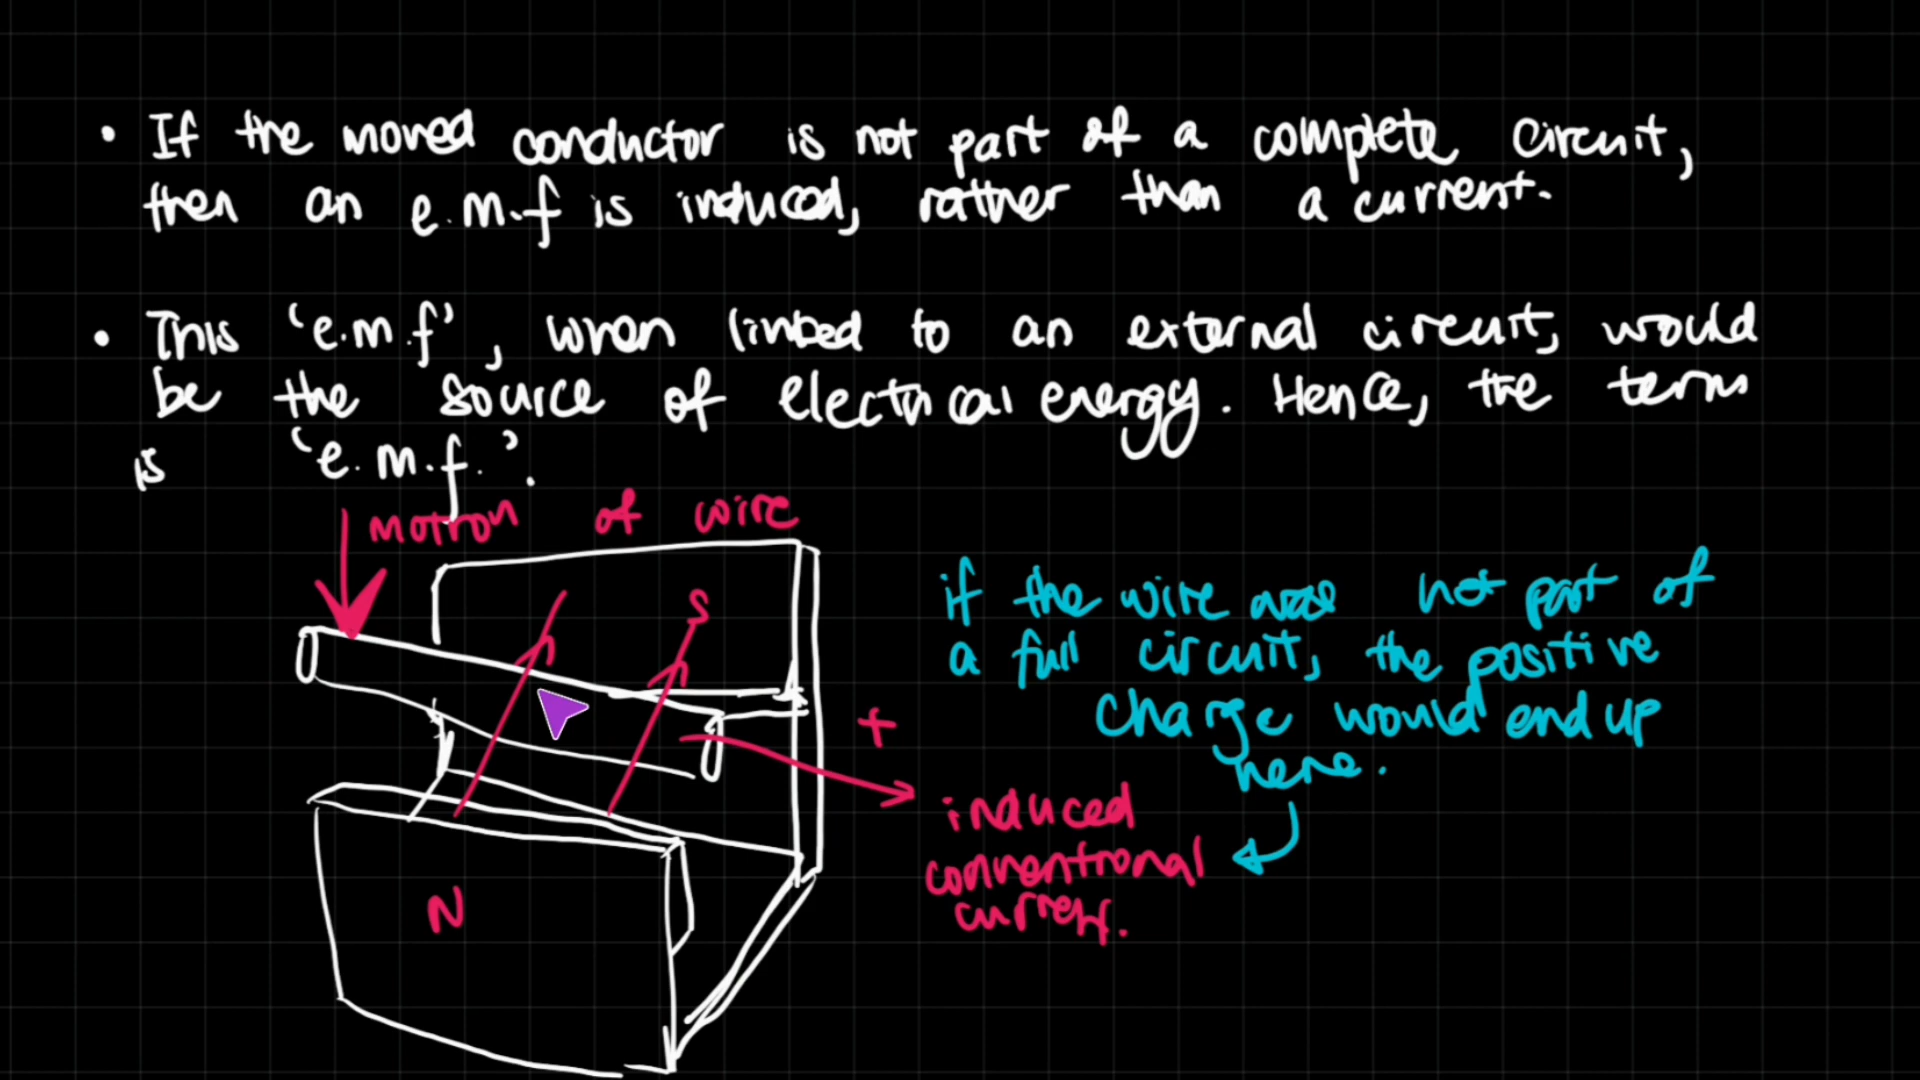 • If the moved conductor is not part of a complete circuit,
then an e.m.f is induced, rather than a current.
• This 'e.m.f', when linked to an external circuit, would
be the source of electrical energy. Hence, the term
is 'e.m.f.'.
motion of wire
S
if the wire was not part of
a full circuit, the positive
charge would end up
here.
+
induced
conventional
current.
N